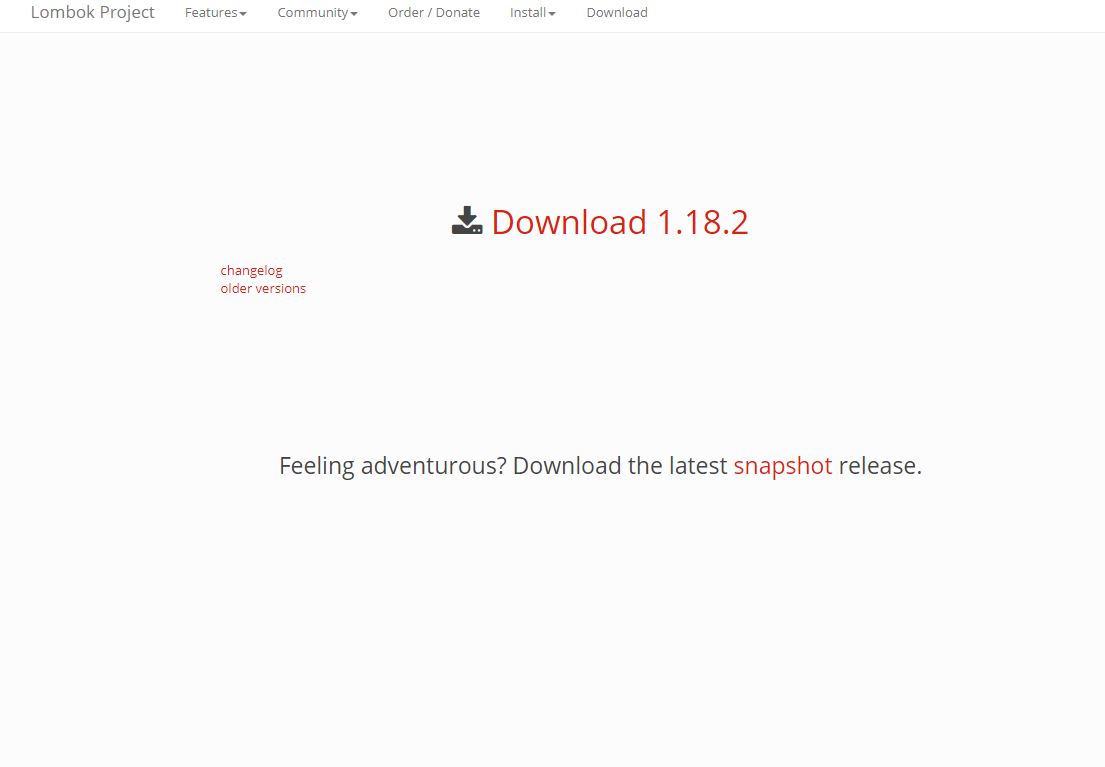 Lombok Project Features Community Order / Donate Install Download
Download 1.18.2
changelog
older versions
Feeling adventurous? Download the latest snapshot release.